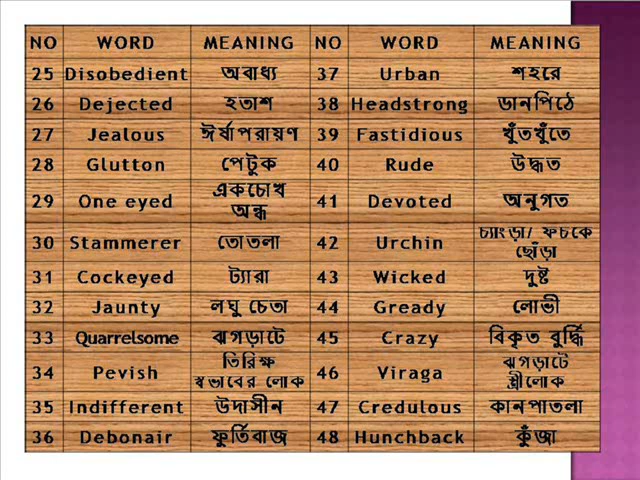 NO WORD MEANING NO WORD MEANING
25 Disobedient অবাধ্য 37 Urban শহরে
26 Dejected হতাশ 38 Headstrong ডানপিঠে
27 Jealous ঈর্ষাপরায়ণ 39 Fastidious খুঁতখুঁতে
28 Glutton পেটুক 40 Rude উদ্ধত
29 One eyed একচোখ অন্ধ 41 Devoted অনুগত
30 Stammerer তোতলা 42 Urchin চ্যাংড়া/ ফচকে ছোঁড়া
31 Cockeyed ট্যারা 43 Wicked দুষ্ট
32 Jaunty লঘু চেতা 44 Gready লোভী
33 Quarrelsome ঝগড়াটে 45 Crazy বিকৃত বুর্দ্ধি
34 Pevish তিরিক্ষ স্বভাবের লোক 46 Viraga ঝগড়াটে স্ত্রীলোক
35 Indifferent উদাসীন 47 Credulous কানপাতলা
36 Debonair ফুর্তিবাজ 48 Hunchback কুঁজা